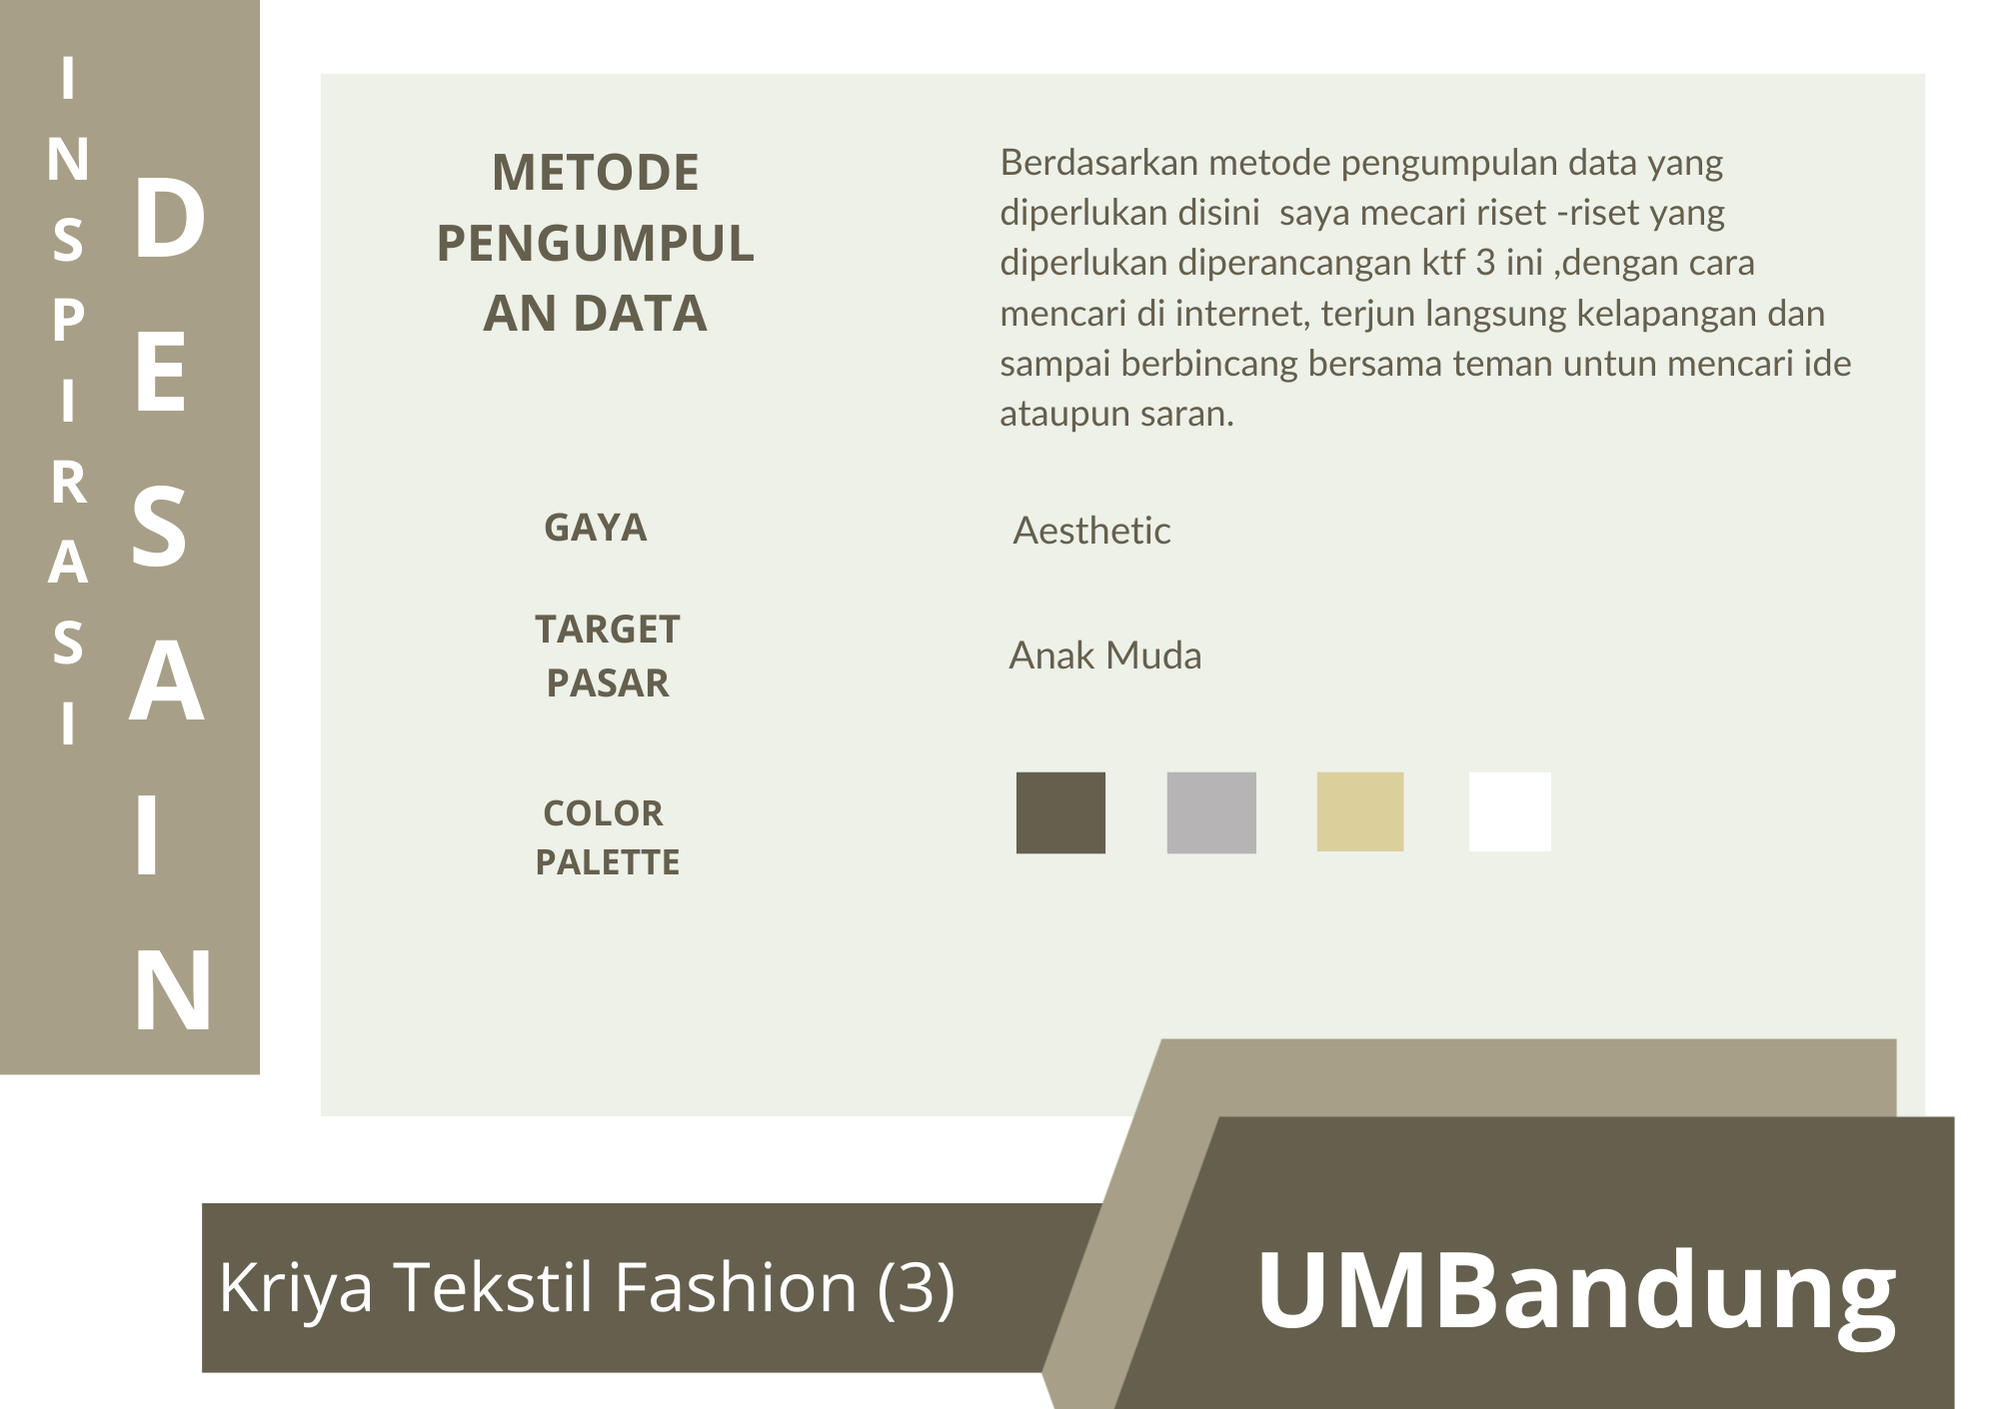 INSPIRASI
DESAIN
METODE
PENGUMPUL
AN DATA
Berdasarkan metode pengumpulan data yang
diperlukan disini  saya mecari riset -riset yang
diperlukan diperancangan ktf 3 ini ,dengan cara
mencari di internet, terjun langsung kelapangan dan
sampai berbincang bersama teman untun mencari ide
ataupun saran.
GAYA
Aesthetic
TARGET
PASAR
Anak Muda
COLOR
PALETTE
Kriya Tekstil Fashion (3)
UMBandung